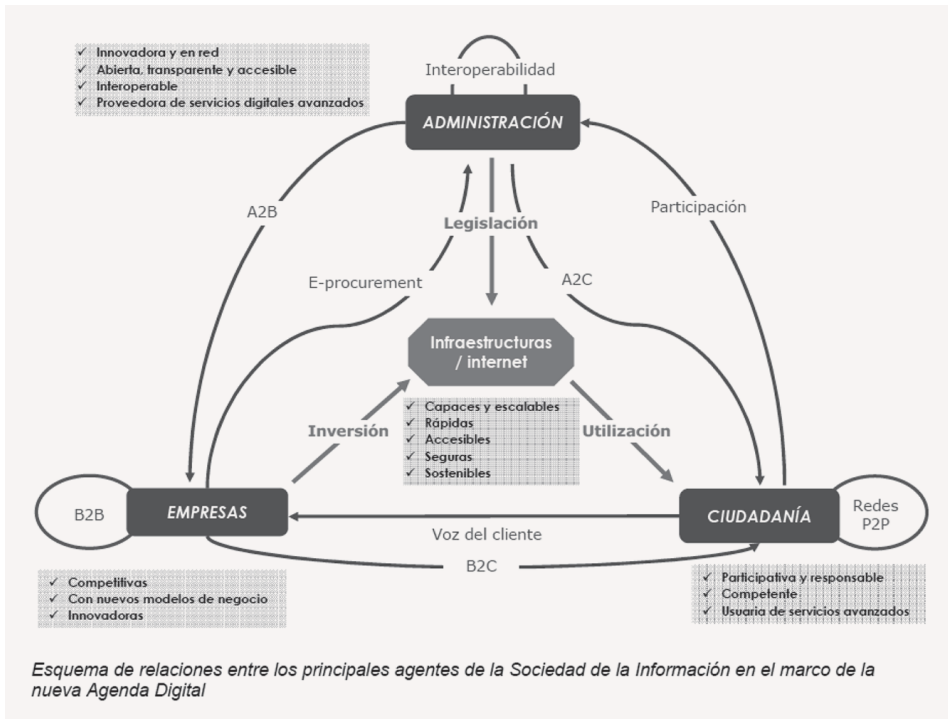 ✓ Innovadora y en red
✓ Abierta, transparente y accesible
✓ Interoperable
✓ Proveedora de servicios digitales avanzados
Interoperabilidad
ADMINISTRACIÓN
A2B
Legislación
Participación
E-procurement
A2C
Infraestructuras
/ internet
✓ Capaces y escalables
✓ Rápidas
✓ Accesibles
✓ Seguras
✓ Sostenibles
Inversión
Utilización
B2B
EMPRESAS
CIUDADANÍA
Redes
P2P
Voz del cliente
B2C
✓ Competitivas
✓ Con nuevos modelos de negocio
✓ Innovadoras
✓ Participativa y responsable
✓ Competente
✓ Usuaria de servicios avanzados
Esquema de relaciones entre los principales agentes de la Sociedad de la Información en el marco de la
nueva Agenda Digital